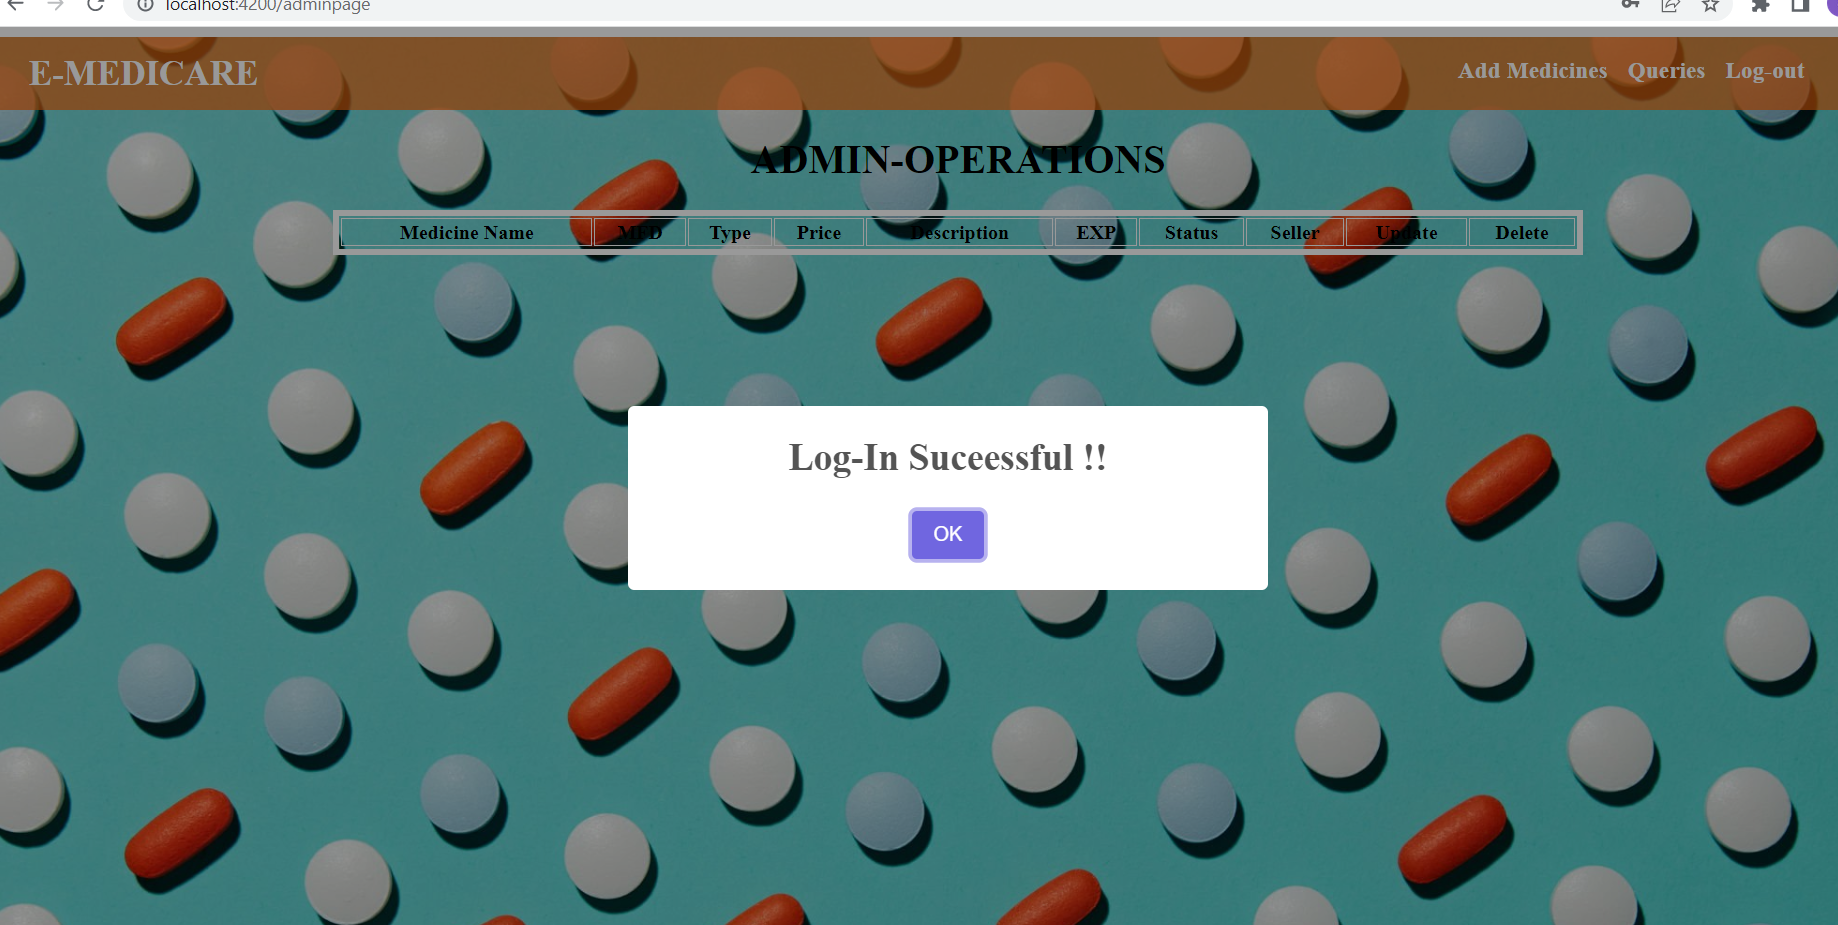 localhost:4200/adminpage
E-MEDICARE
Add Medicines Queries Log-out
ADMIN-OPERATIONS
Medicine Name MFD Type Price Description EXP Status Seller Update Delete
Log-In Suceessful !!
OK